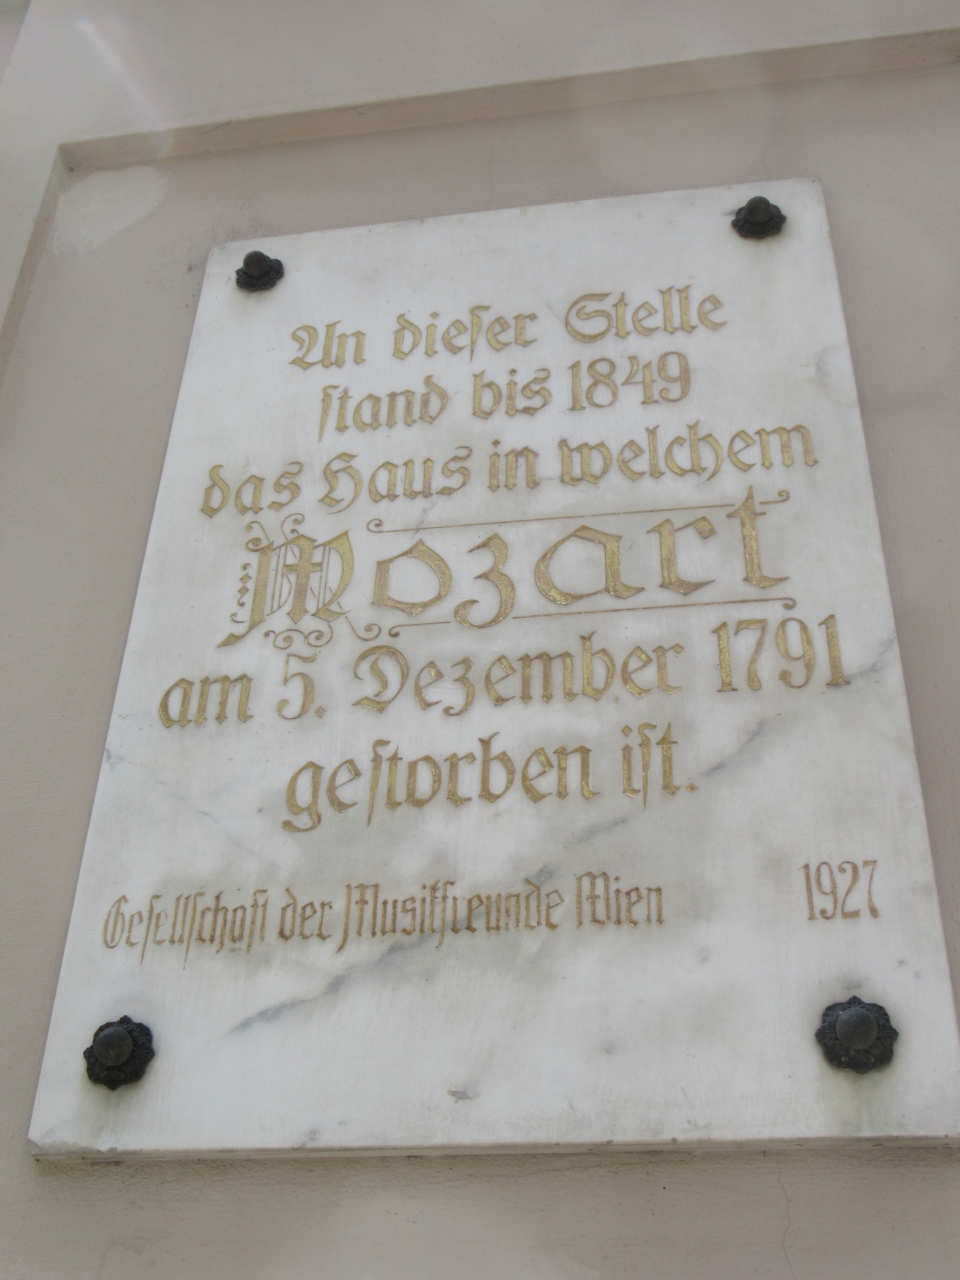 An dieser Stelle
stand bis 1849
das Haus in welchem
Mozart
am 5. Dezember 1791
gestorben ist.
Gesellschaft der Musikfreunde Wien 1927